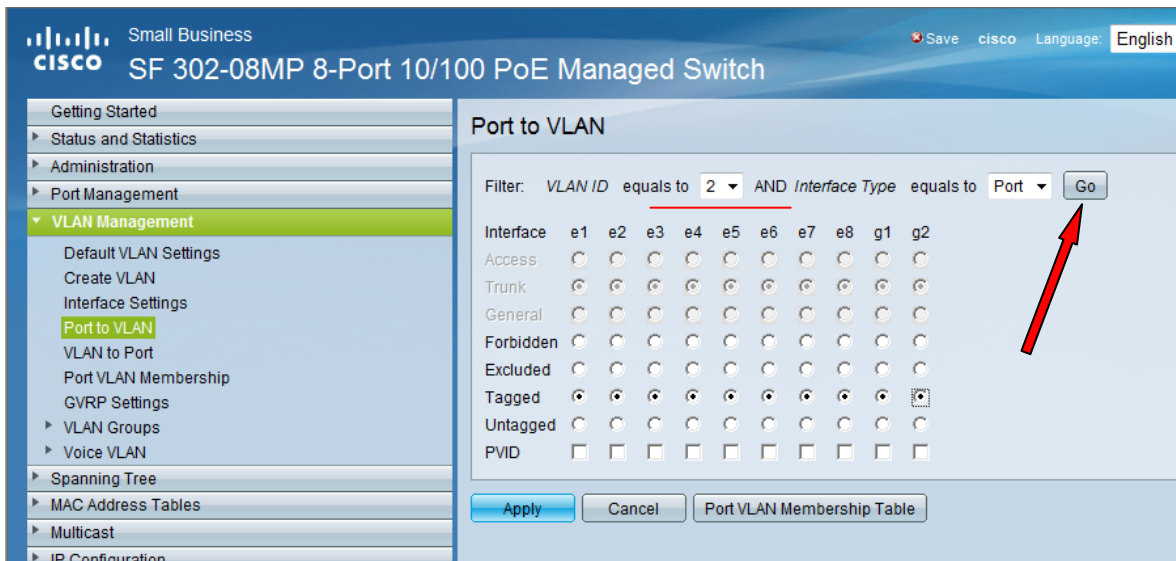 Small Business
Save cisco Language: English
CISCO SF 302-08MP 8-Port 10/100 PoE Managed Switch
Getting Started
Status and Statistics
Administration
Port Management
VLAN Management
Default VLAN Settings
Create VLAN
Interface Settings
Port to VLAN
VLAN to Port
Port VLAN Membership
GVRP Settings
VLAN Groups
Voice VLAN
Spanning Tree
MAC Address Tables
Multicast
IP Configuration
Port to VLAN
Filter: VLAN ID equals to 2 AND Interface Type equals to Port Go
Interface e1 e2 e3 e4 e5 e6 e7 e8 g1 g2
Access
Trunk
General
Forbidden
Excluded
Tagged
Untagged
PVID
Apply Cancel Port VLAN Membership Table